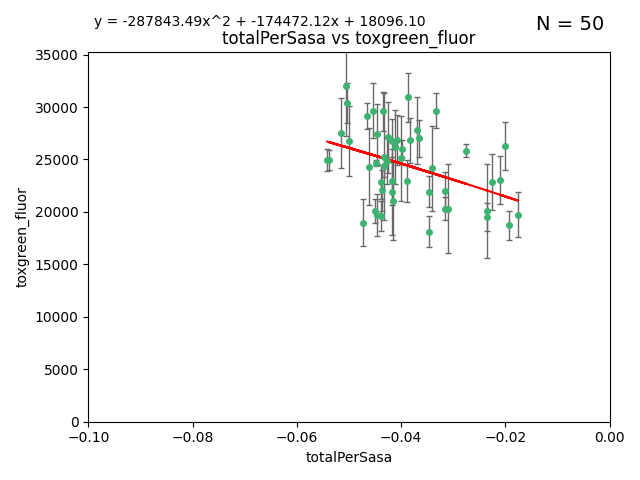 y = -287843.49x^2 + -174472.12x + 18096.10
N = 50
totalPerSasa vs toxgreen_fluor
35000
30000
25000
20000
15000
10000
5000
0
toxgreen_fluor
−0.10
−0.08
−0.06
−0.04
−0.02
0.00
totalPerSasa